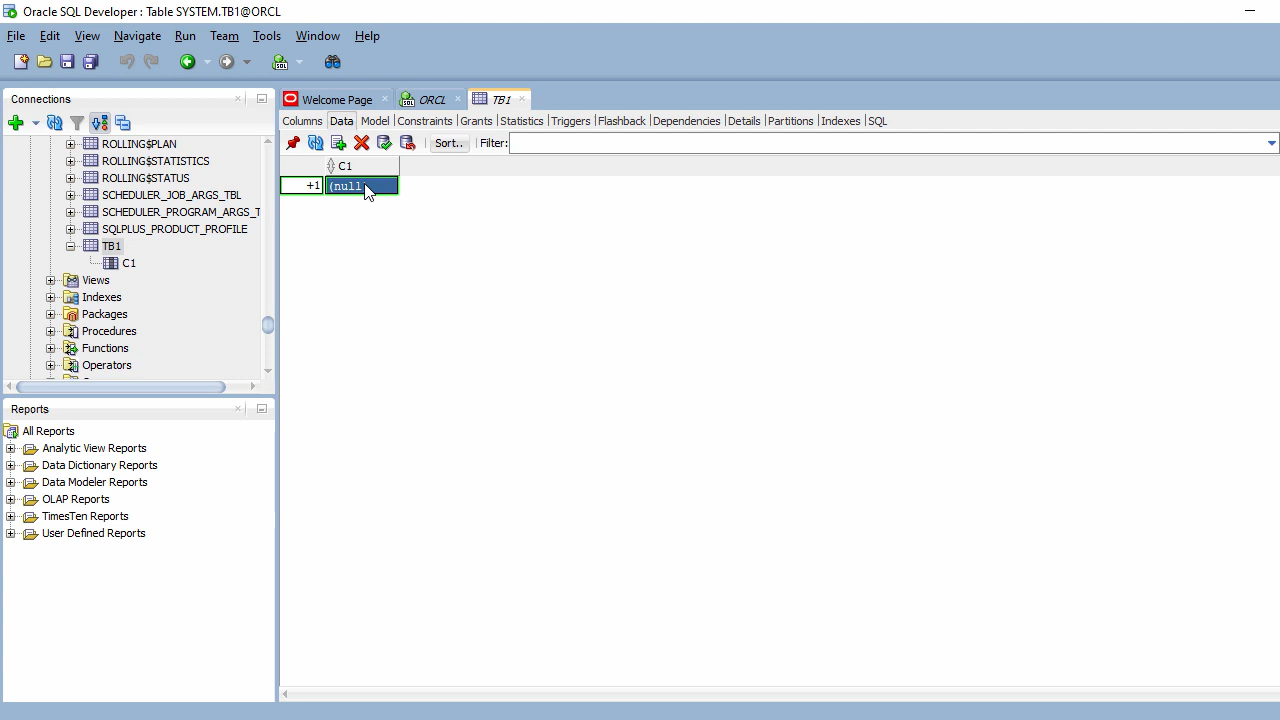 Oracle SQL Developer : Table SYSTEM.TB1@ORCL
File Edit View Navigate Run Team Tools Window Help
Connections
ROLLING$PLAN
ROLLING$STATISTICS
ROLLING$STATUS
SCHEDULER_JOB_ARGS_TBL
SCHEDULER_PROGRAM_ARGS_T
SQLPLUS_PRODUCT_PROFILE
TB1
C1
Views
Indexes
Packages
Procedures
Functions
Operators
Reports
All Reports
Analytic View Reports
Data Dictionary Reports
Data Modeler Reports
OLAP Reports
TimesTen Reports
User Defined Reports
Welcome Page ORCL TB1
Columns Data Model Constraints Grants Statistics Triggers Flashback Dependencies Details Partitions Indexes SQL
Sort.. Filter:
C1
+1 (null